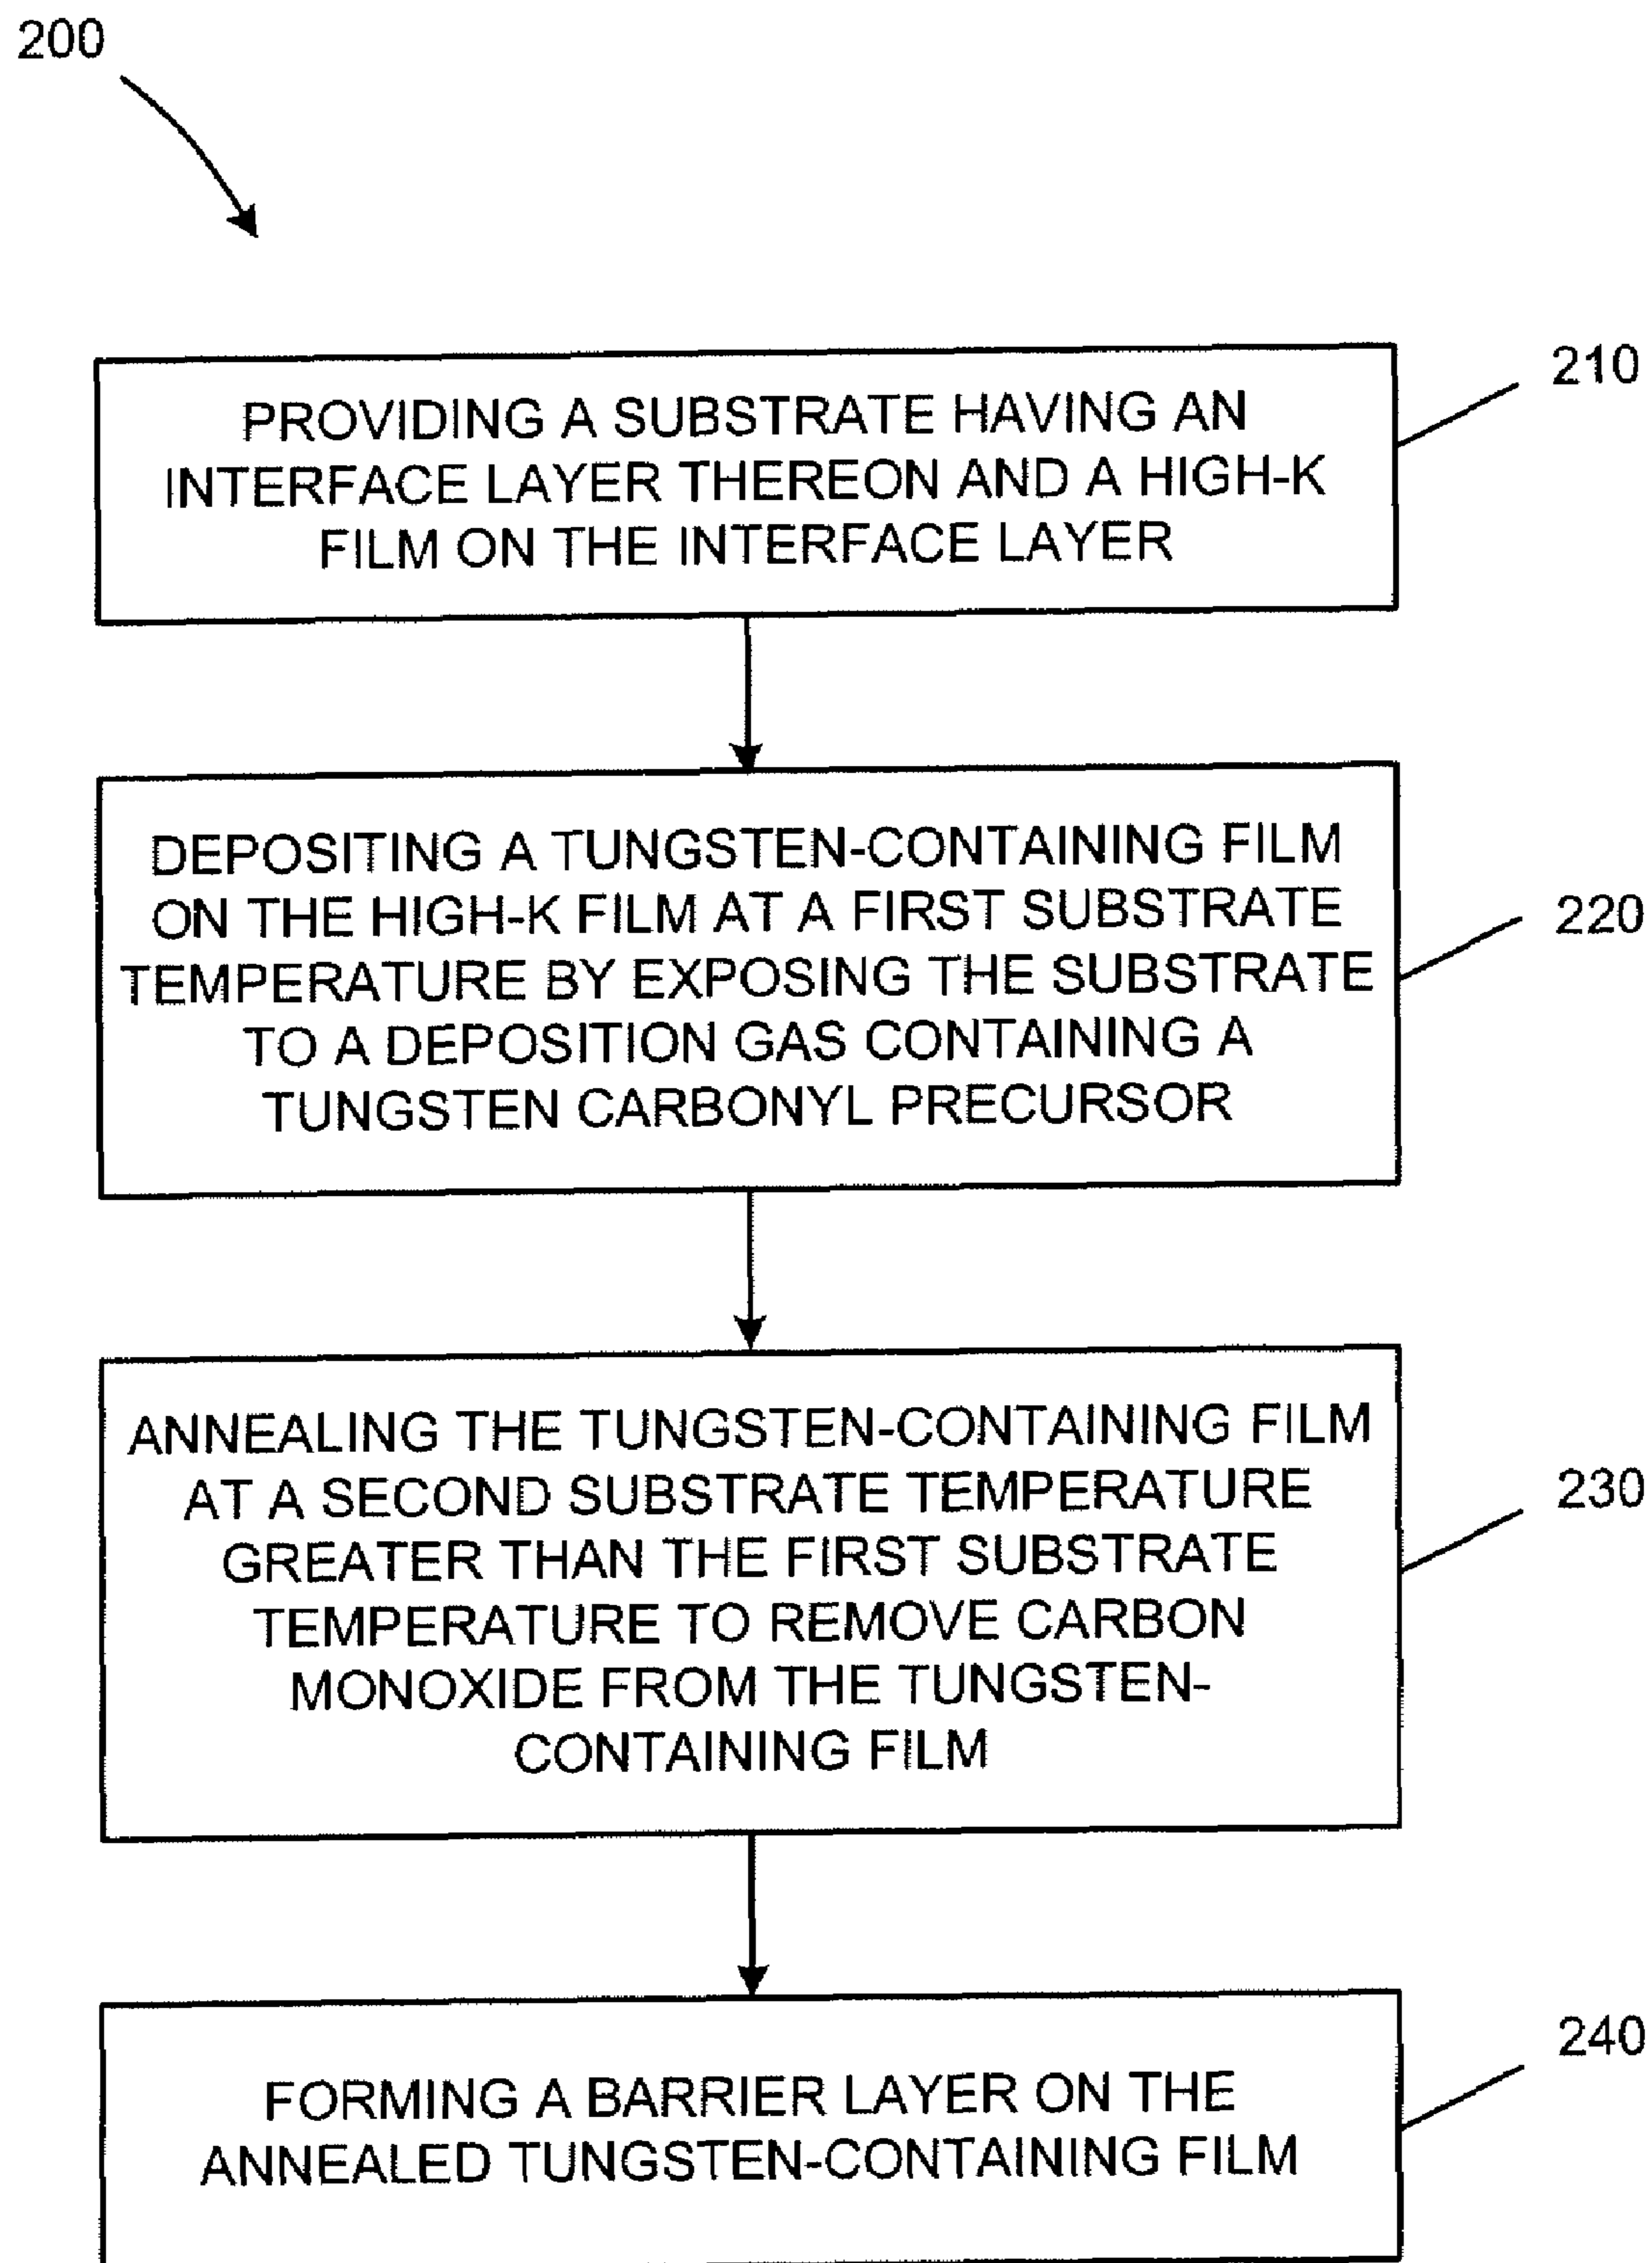 200
210
PROVIDING A SUBSTRATE HAVING AN
INTERFACE LAYER THEREON AND A HIGH-K
FILM ON THE INTERFACE LAYER
220
DEPOSITING A TUNGSTEN-CONTAINING FILM
ON THE HIGH-K FILM AT A FIRST SUBSTRATE
TEMPERATURE BY EXPOSING THE SUBSTRATE
TO A DEPOSITION GAS CONTAINING A
TUNGSTEN CARBONYL PRECURSOR
230
ANNEALING THE TUNGSTEN-CONTAINING FILM
AT A SECOND SUBSTRATE TEMPERATURE
GREATER THAN THE FIRST SUBSTRATE
TEMPERATURE TO REMOVE CARBON
MONOXIDE FROM THE TUNGSTEN-
CONTAINING FILM
240
FORMING A BARRIER LAYER ON THE
ANNEALED TUNGSTEN-CONTAINING FILM